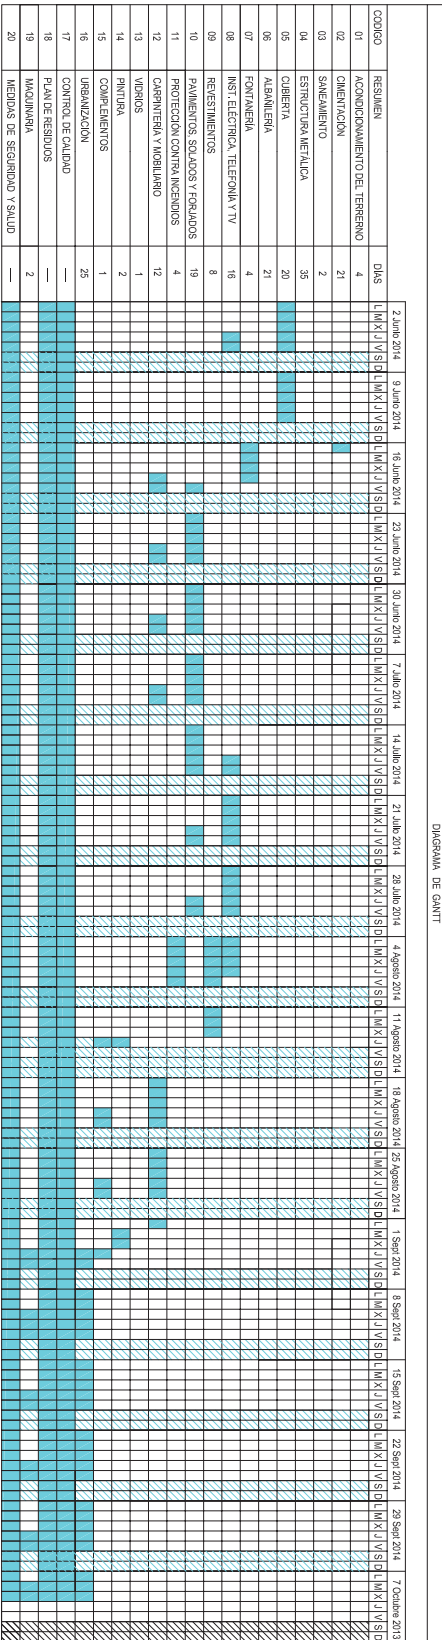 DIAGRAMA DE GANTT
CODIGO RESUMEN DIAS 2 Junio 2014 9 Junio 2014 16 Junio 2014 23 Junio 2014 30 Junio 2014 7 Julio 2014 14 Julio 2014 21 Julio 2014 28 Julio 2014 4 Agosto 2014 11 Agosto 2014 18 Agosto 2014 25 Agosto 2014 1 Sept 2014 8 Sept 2014 15 Sept 2014 22 Sept 2014 29 Sept 2014 7 Octubre 2013
L M X J V S D L M X J V S D L M X J V S D L M X J V S D L M X J V S D L M X J V S D L M X J V S D L M X J V S D L M X J V S D L M X J V S D L M X J V S D L M X J V S D L M X J V S D L M X J V S D L M X J V S D L M X J V S D L M X J V S D L M X J V S D L M X J V S D
01 ACONDICIONAMIENTO DEL TERRERNO 4
02 CIMENTACIÓN 21
03 SANEAMIENTO 2
04 ESTRUCTURA METÁLICA 35
05 CUBIERTA 20
06 ALBAÑILERIA 21
07 FONTANERÍA 4
08 INST. ELÉCTRICA, TELEFONÍA Y TV 16
09 REVESTIMIENTOS 8
10 PAVIMENTOS, SOLADOS Y FORJADOS 19
11 PROTECCIÓN CONTRA INCENDIOS 4
12 CARPINTERÍA Y MOBILIARIO 12
13 VIDRIOS 1
14 PINTURA 2
15 COMPLEMENTOS 1
16 URBANIZACIÓN 25
17 CONTROL DE CALIDAD —
18 PLAN DE RESIDUOS —
19 MAQUINARIA 2
20 MEDIDAS DE SEGURIDAD Y SALUD —